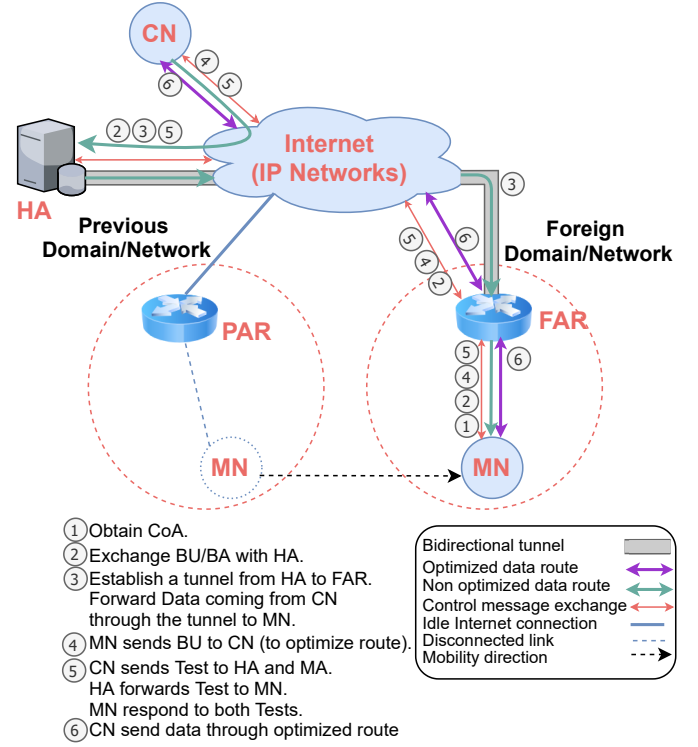 CN
4
5
6
2 3 5
Internet
(IP Networks)
HA
3
Previous
Domain/Network
Foreign
Domain/Network
6
5
4
2
PAR
FAR
5
4
2
1
6
MN
MN
1 Obtain CoA.
2 Exchange BU/BA with HA.
3 Establish a tunnel from HA to FAR.
Forward Data coming from CN
through the tunnel to MN.
4 MN sends BU to CN (to optimize route).
5 CN sends Test to HA and MA.
HA forwards Test to MN.
MN respond to both Tests.
6 CN send data through optimized route
Bidirectional tunnel
Optimized data route
Non optimized data route
Control message exchange
Idle Internet connection
Disconnected link
Mobility direction